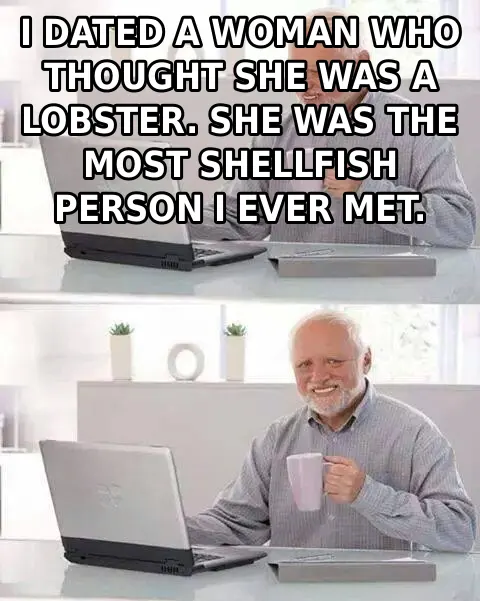 I DATED A WOMAN WHO
THOUGHT SHE WAS A
LOBSTER. SHE WAS THE
MOST SHELLFISH
PERSON I EVER MET.